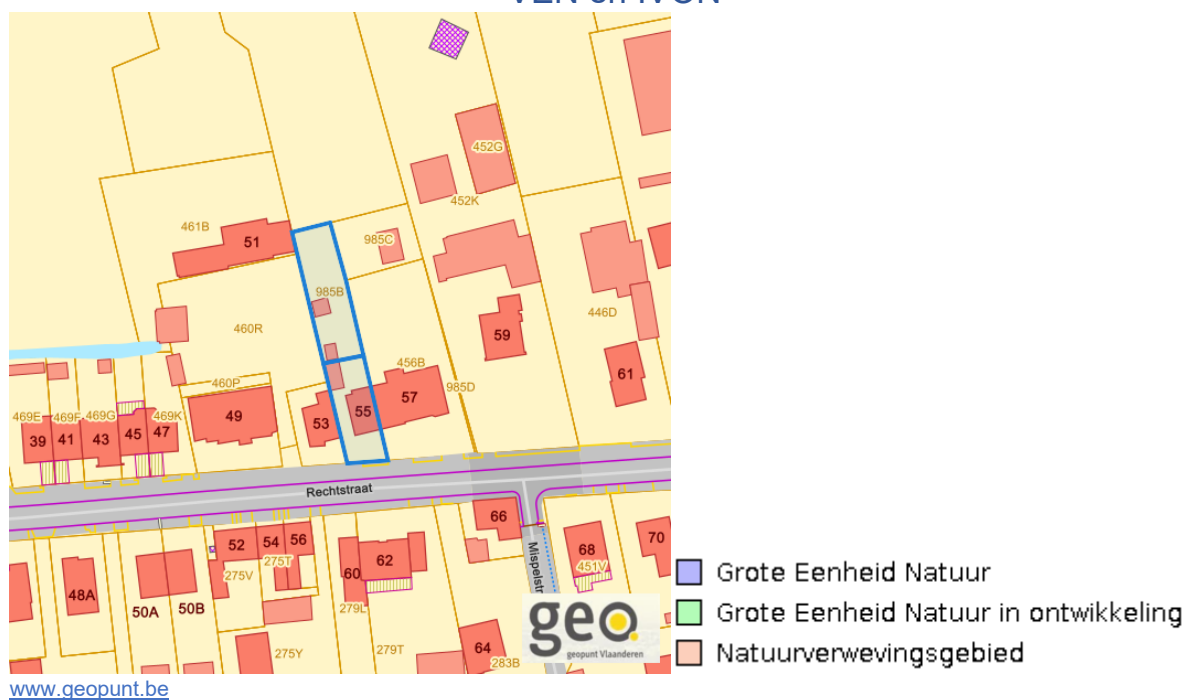 VEN en IVON
452G
452K
461B
51
985C
985B
460R
59
446D
456B
61
460P
985D
57
469E
469F
469G
469K
55
49
53
39
41
43
45
47
Rechtstraat
66
52
54
56
68
70
275T
62
60
451V
275V
48A
50A
50B
279L
Mispelstr
275Y
279T
64
283B
geo
geopunt Vlaanderen
Grote Eenheid Natuur
Grote Eenheid Natuur in ontwikkeling
Natuurverwevingsgebied
www.geopunt.be